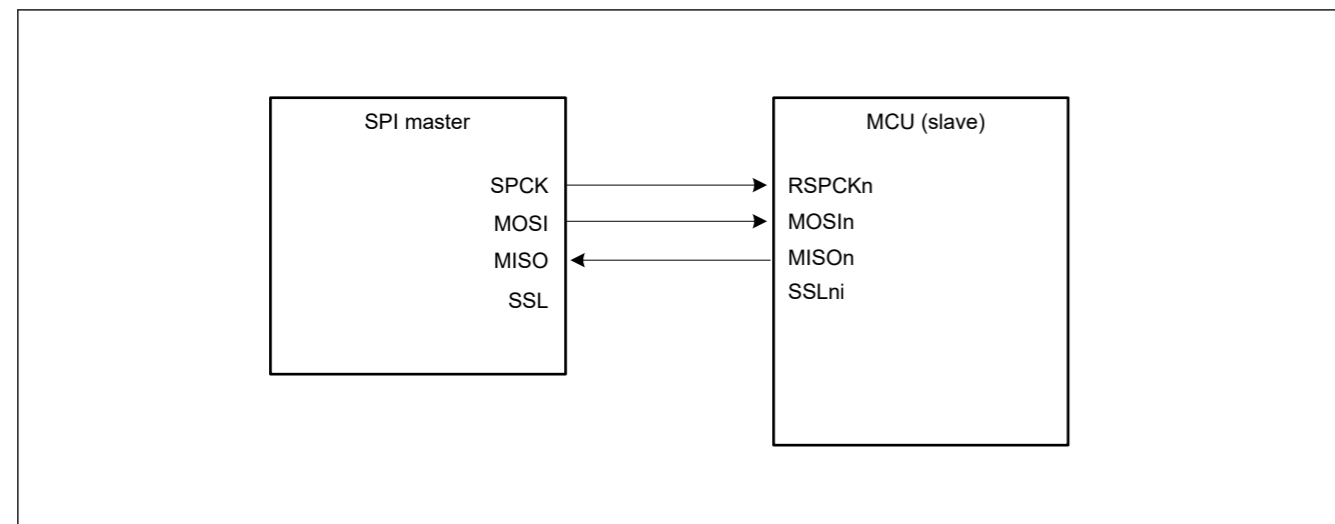 SPI master
SPCK
MOSI
MISO
SSL
MCU (slave)
RSPCKn
MOSIn
MISOn
SSLni